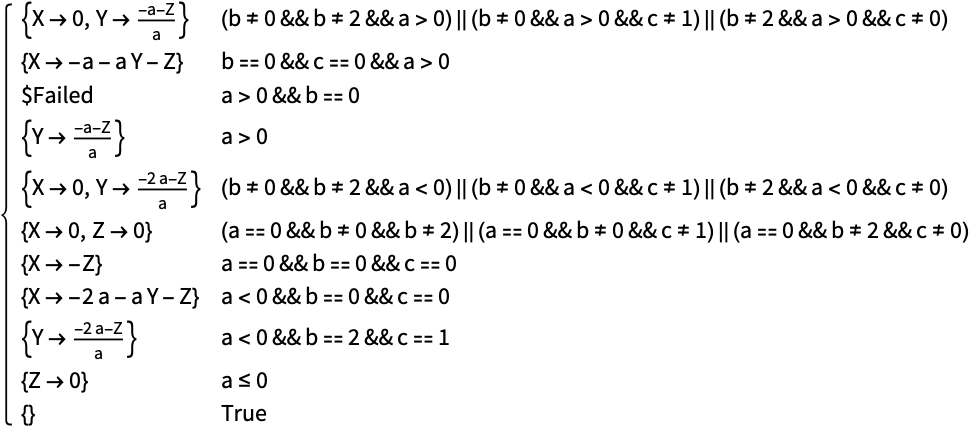 {X → 0, Y → (-a-Z)/a} (b ≠ 0 && b ≠ 2 && a > 0) || (b ≠ 0 && a > 0 && c ≠ 1) || (b ≠ 2 && a > 0 && c ≠ 0)
{X → -a - a Y - Z} b == 0 && c == 0 && a > 0
$Failed a > 0 && b == 0
{Y → (-a-Z)/a} a > 0
{X → 0, Y → (-2 a-Z)/a} (b ≠ 0 && b ≠ 2 && a < 0) || (b ≠ 0 && a < 0 && c ≠ 1) || (b ≠ 2 && a < 0 && c ≠ 0)
{X → 0, Z → 0} (a == 0 && b ≠ 0 && b ≠ 2) || (a == 0 && b ≠ 0 && c ≠ 1) || (a == 0 && b ≠ 2 && c ≠ 0)
{X → -Z} a == 0 && b == 0 && c == 0
{X → -2 a - a Y - Z} a < 0 && b == 0 && c == 0
{Y → (-2 a-Z)/a} a < 0 && b == 2 && c == 1
{Z → 0} a ≤ 0
{} True